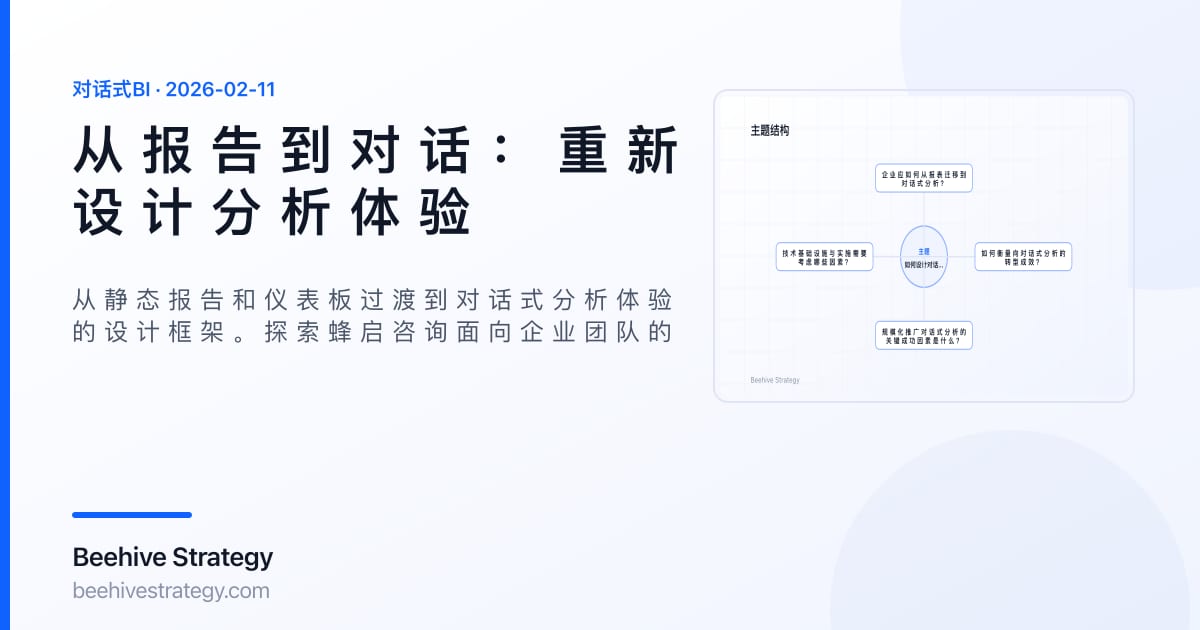 对话式BI · 2026-02-11
从报告到对话：重新
设计分析体验
从静态报告和仪表板过渡到对话式分析体验
的设计框架。探索蜂启咨询面向企业团队的
Beehive Strategy
beehivestrategy.com
主题结构
企业应如何从报表迁移到
对话式分析？
技术基础设施与实施需要
考虑哪些因素？
主题
如何设计对话...
如何衡量向对话式分析的
转型成效？
规模化推广对话式分析的
关键成功因素是什么？
Beehive Strategy